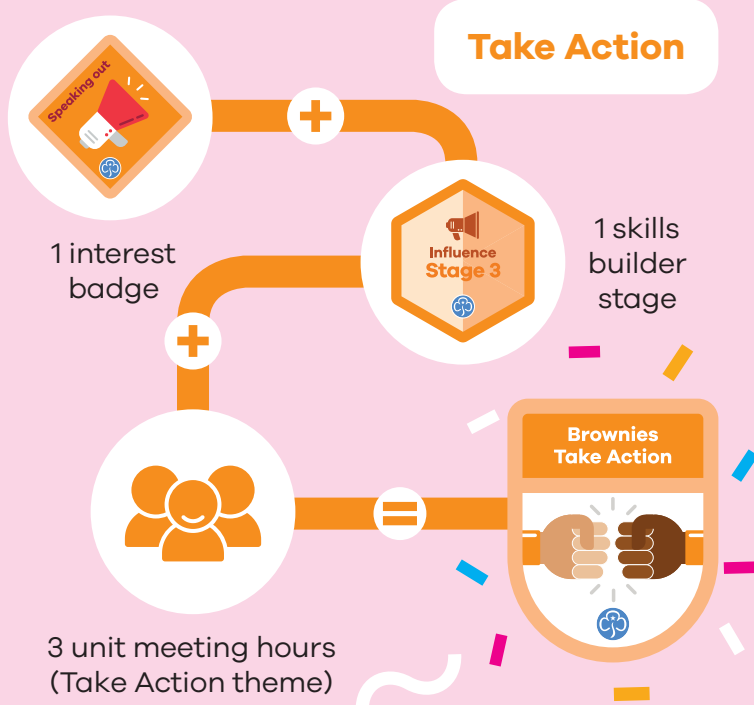 Take Action
Speaking out
+
1 interest
badge
Influence
Stage 3
1 skills
builder
stage
+
3 unit meeting hours
(Take Action theme)
=
Brownies
Take Action